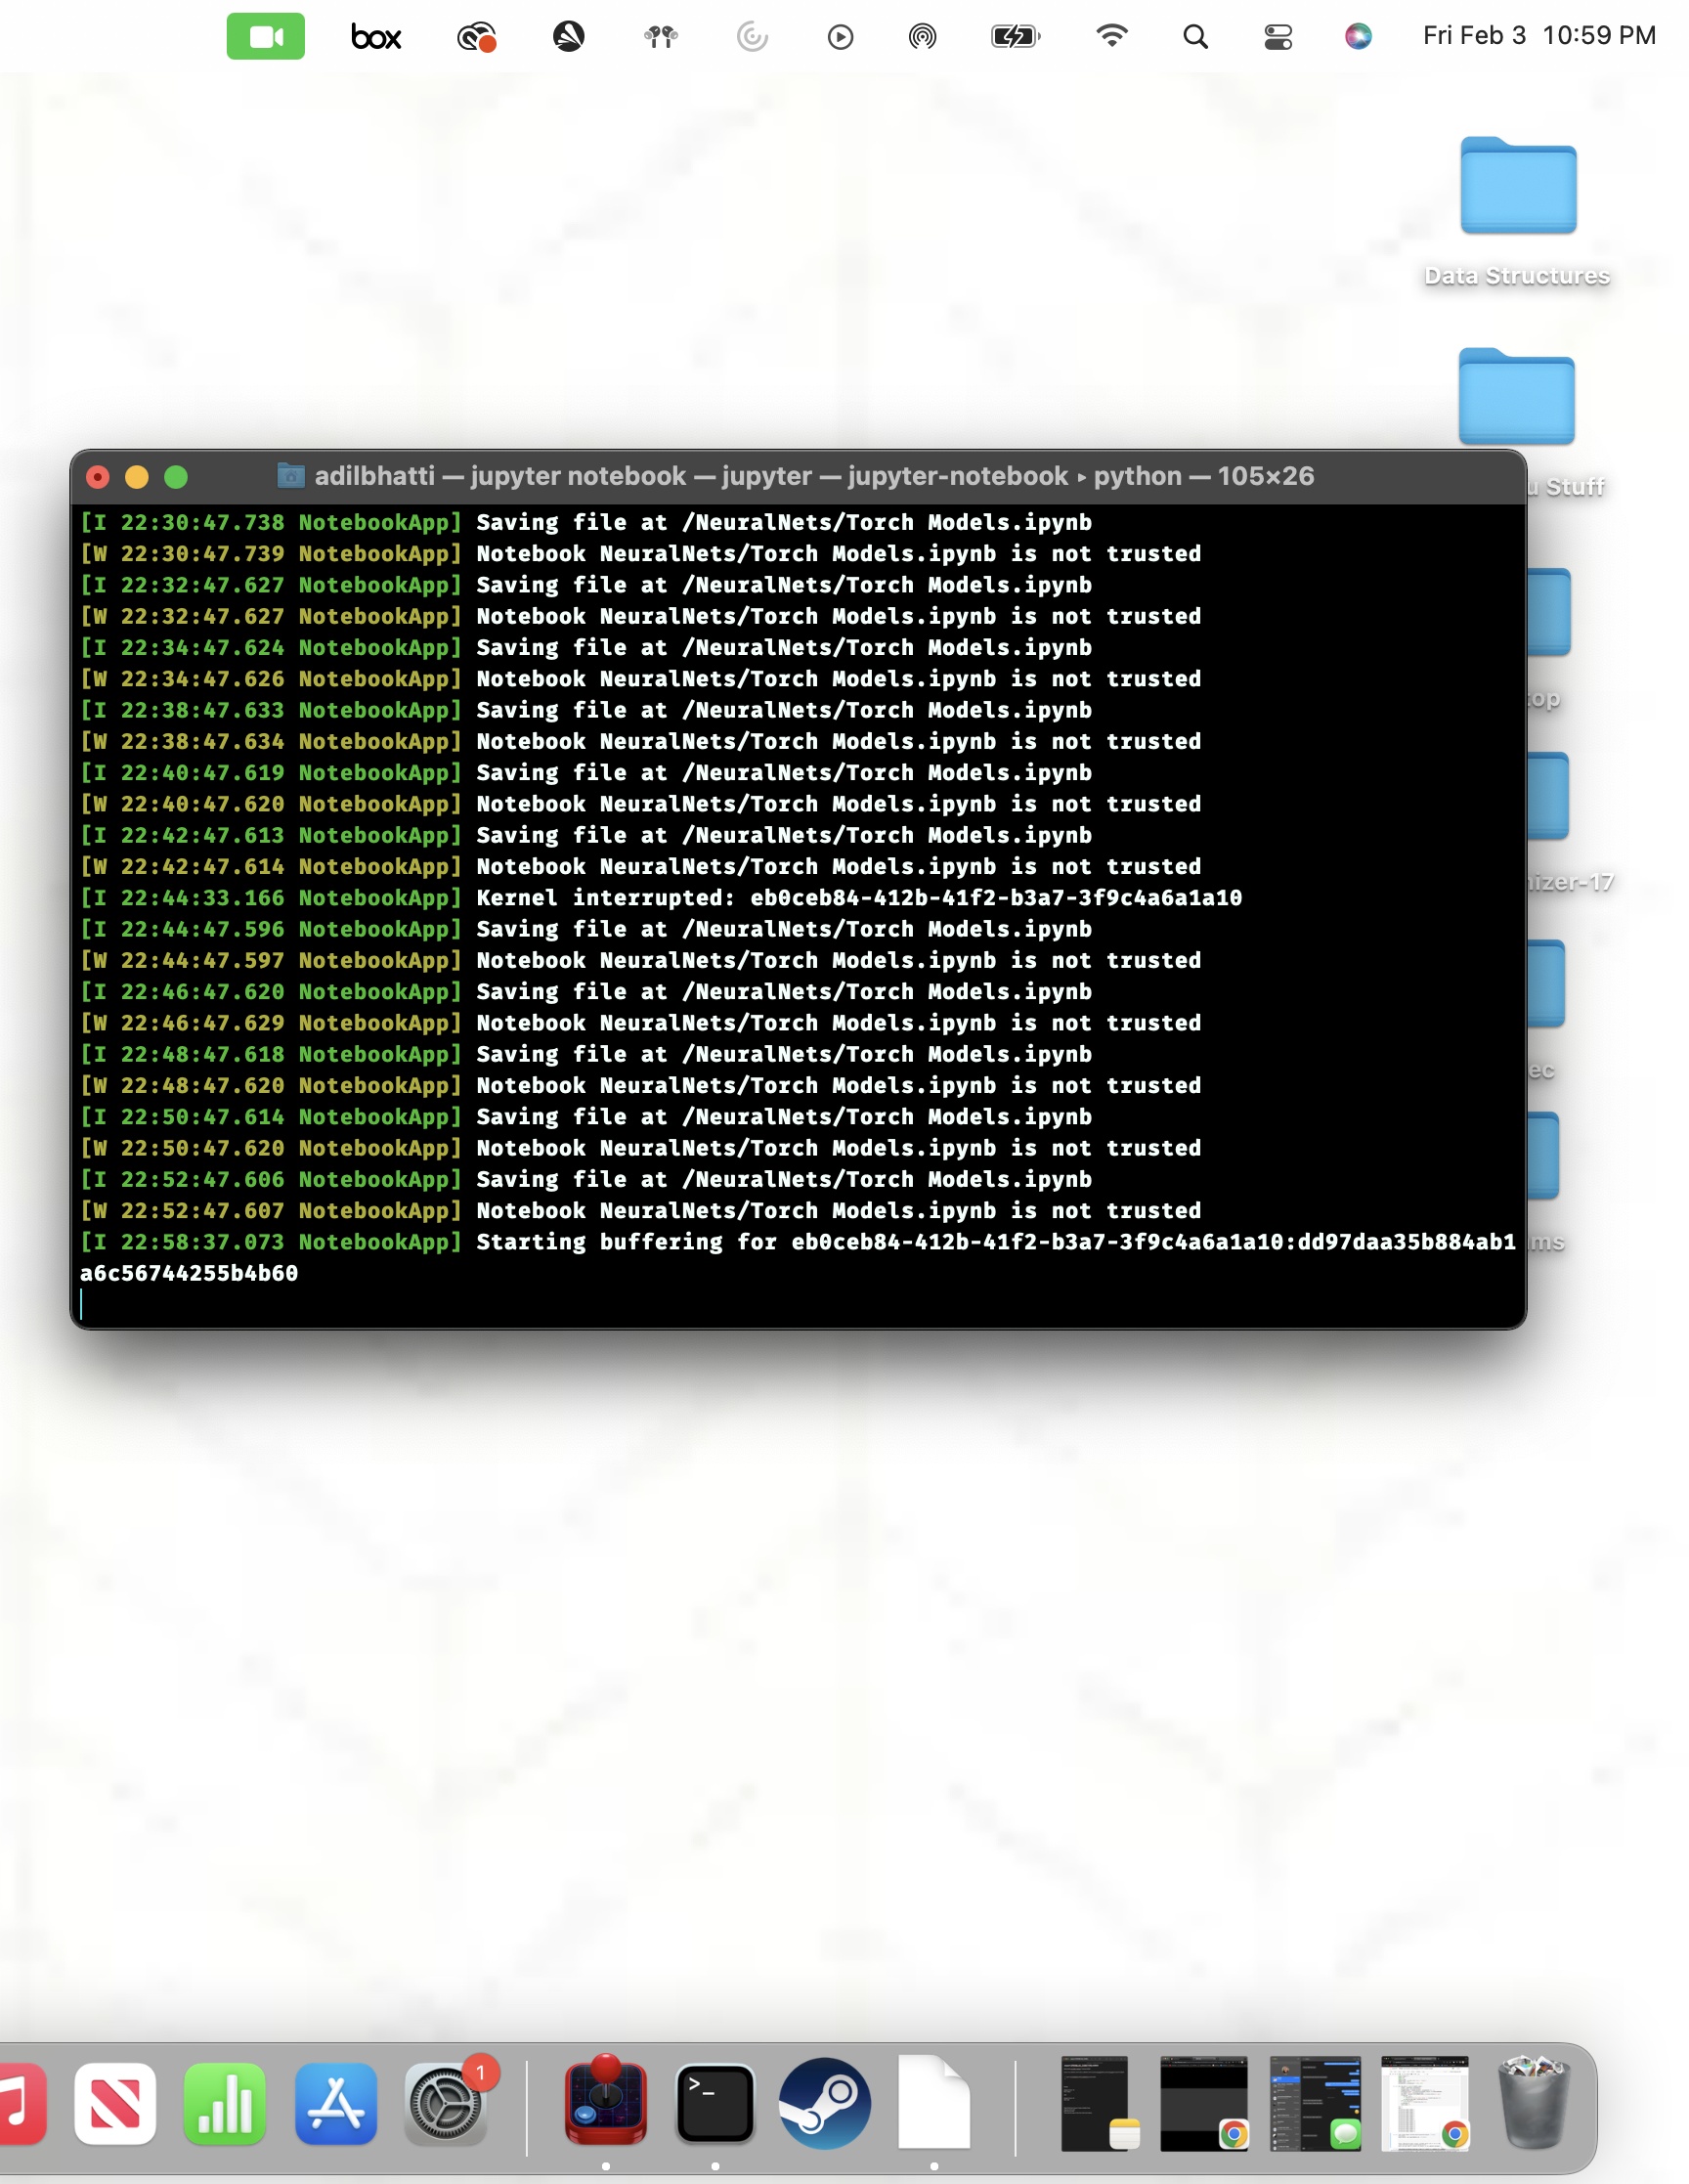 box
Fri Feb 3 10:59 PM
Data Structures
u Stuff
adilbhatti — jupyter notebook — jupyter — jupyter-notebook ▸ python — 105×26
[I 22:30:47.738 NotebookApp] Saving file at /NeuralNets/Torch Models.ipynb
[W 22:30:47.739 NotebookApp] Notebook NeuralNets/Torch Models.ipynb is not trusted
[I 22:32:47.627 NotebookApp] Saving file at /NeuralNets/Torch Models.ipynb
[W 22:32:47.627 NotebookApp] Notebook NeuralNets/Torch Models.ipynb is not trusted
[I 22:34:47.624 NotebookApp] Saving file at /NeuralNets/Torch Models.ipynb
[W 22:34:47.626 NotebookApp] Notebook NeuralNets/Torch Models.ipynb is not trusted
[I 22:38:47.633 NotebookApp] Saving file at /NeuralNets/Torch Models.ipynb
[W 22:38:47.634 NotebookApp] Notebook NeuralNets/Torch Models.ipynb is not trusted
[I 22:40:47.619 NotebookApp] Saving file at /NeuralNets/Torch Models.ipynb
[W 22:40:47.620 NotebookApp] Notebook NeuralNets/Torch Models.ipynb is not trusted
[I 22:42:47.613 NotebookApp] Saving file at /NeuralNets/Torch Models.ipynb
[W 22:42:47.614 NotebookApp] Notebook NeuralNets/Torch Models.ipynb is not trusted
[I 22:44:33.166 NotebookApp] Kernel interrupted: eb0ceb84-412b-41f2-b3a7-3f9c4a6a1a10
[I 22:44:47.596 NotebookApp] Saving file at /NeuralNets/Torch Models.ipynb
[W 22:44:47.597 NotebookApp] Notebook NeuralNets/Torch Models.ipynb is not trusted
[I 22:46:47.620 NotebookApp] Saving file at /NeuralNets/Torch Models.ipynb
[W 22:46:47.629 NotebookApp] Notebook NeuralNets/Torch Models.ipynb is not trusted
[I 22:48:47.618 NotebookApp] Saving file at /NeuralNets/Torch Models.ipynb
[W 22:48:47.620 NotebookApp] Notebook NeuralNets/Torch Models.ipynb is not trusted
[I 22:50:47.614 NotebookApp] Saving file at /NeuralNets/Torch Models.ipynb
[W 22:50:47.620 NotebookApp] Notebook NeuralNets/Torch Models.ipynb is not trusted
[I 22:52:47.606 NotebookApp] Saving file at /NeuralNets/Torch Models.ipynb
[W 22:52:47.607 NotebookApp] Notebook NeuralNets/Torch Models.ipynb is not trusted
[I 22:58:37.073 NotebookApp] Starting buffering for eb0ceb84-412b-41f2-b3a7-3f9c4a6a1a10:dd97daa35b884ab1
a6c56744255b4b60
top
nizer-17
ec
ms
1
>_